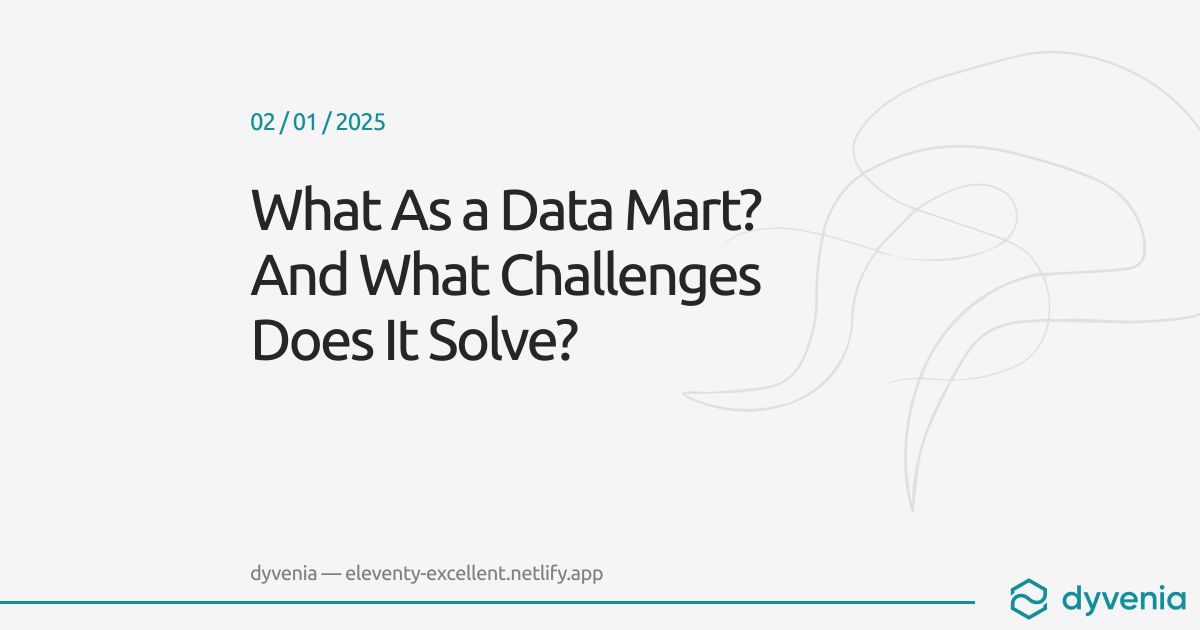 02 / 01 / 2025
What As a Data Mart?
And What Challenges
Does It Solve?
dyvenia — eleventy-excellent.netlify.app
dyvenia